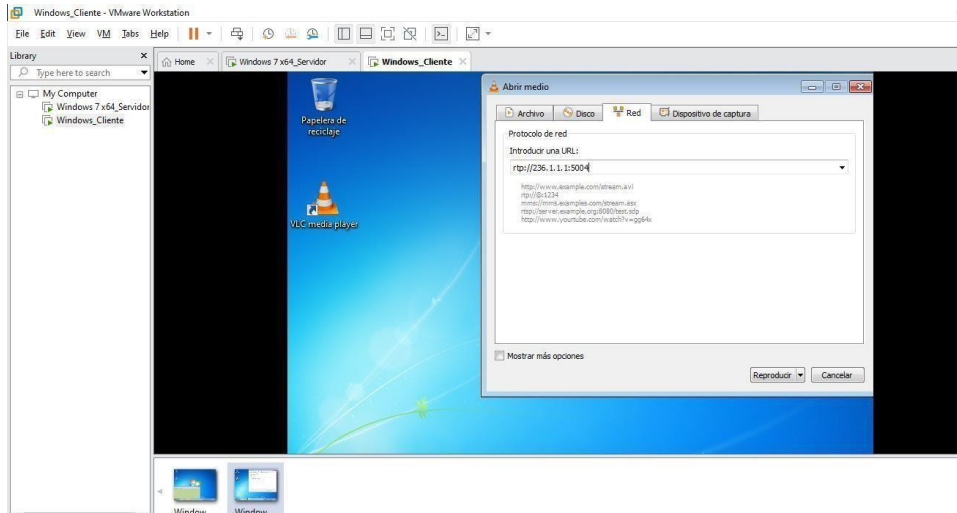 Windows_Cliente - VMware Workstation
File Edit View VM Tabs Help
Library
Type here to search
My Computer
Windows 7 x64_Servidor
Windows_Cliente
Home
Windows 7 x64_Servidor
Windows_Cliente
Papelera de
reciclaje
VLC media player
Abrir medio
Archivo
Disco
Red
Dispositivo de captura
Protocolo de red
Introducir una URL:
rtp://236.1.1.1:5004
http://www.example.com/stream.avi
rtp://@:1234
mms://mms.examples.com/stream.asx
rtsp://server.example.org:8080/test.sdp
http://www.yourtube.com/watch?v=gg64x
Mostrar más opciones
Reproducir
Cancelar
Window...
Window...